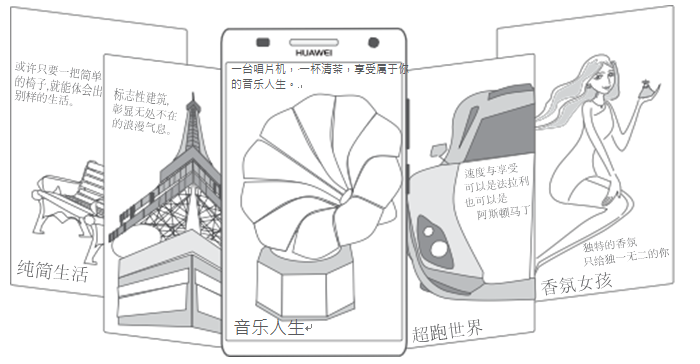 或许只要一把简单
的椅子,就能体会出
别样的生活。
纯简生活
标志性建筑,
彰显无处不在
的浪漫气息。
HUAWEI
一台唱片机，一杯清茶，享受属于你
的音乐人生。
音乐人生
速度与享受
可以是法拉利
也可以是
阿斯顿马丁
超跑世界
独特的香氛
只给独一无二的你
香氛女孩